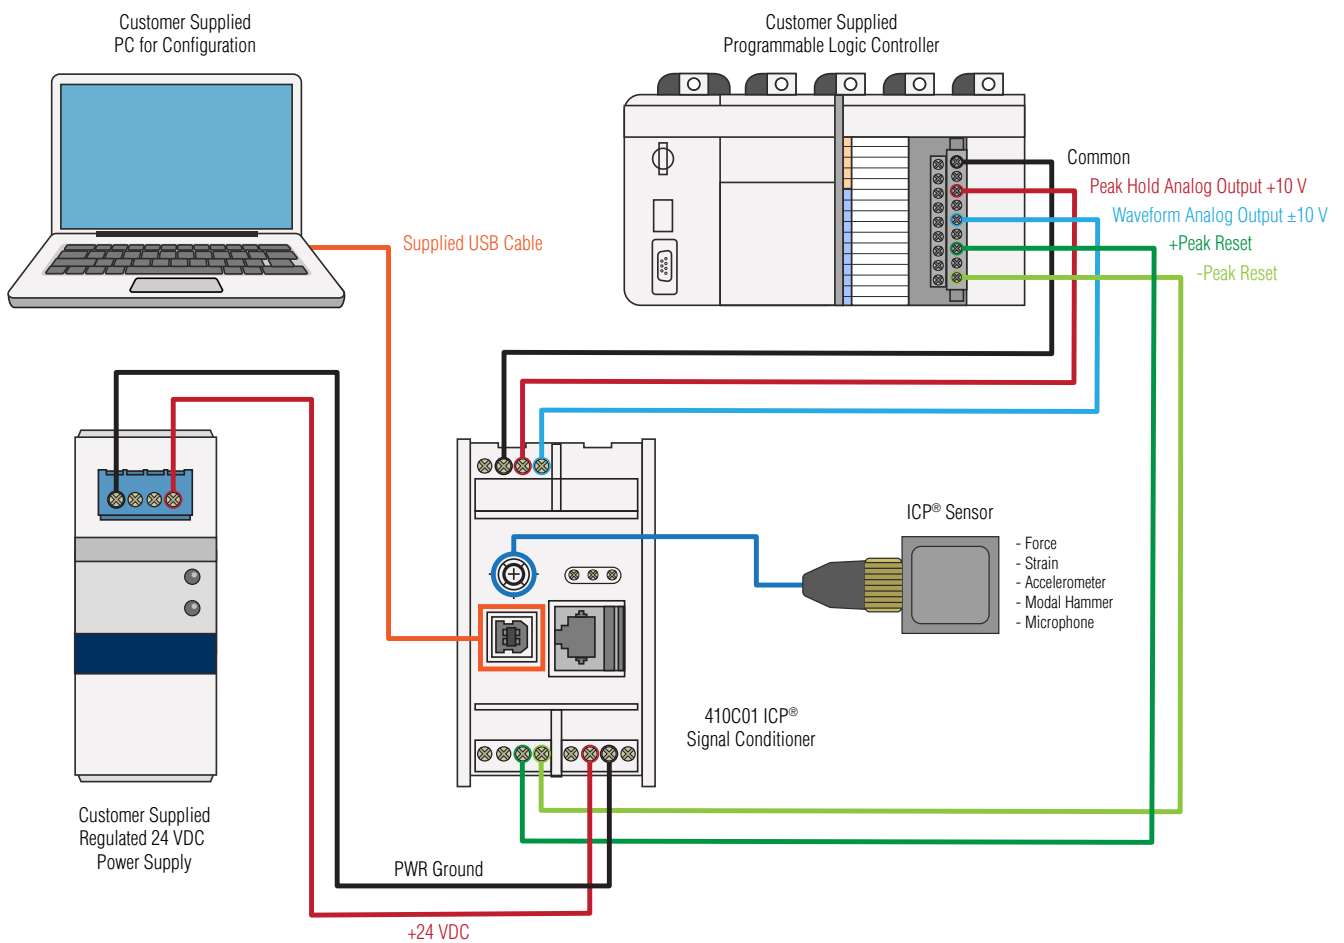 Customer Supplied
PC for Configuration
Customer Supplied
Programmable Logic Controller
Common
Peak Hold Analog Output +10 V
Waveform Analog Output ±10 V
+Peak Reset
-Peak Reset
Supplied USB Cable
ICP® Sensor
- Force
- Strain
- Accelerometer
- Modal Hammer
- Microphone
410C01 ICP®
Signal Conditioner
Customer Supplied
Regulated 24 VDC
Power Supply
PWR Ground
+24 VDC